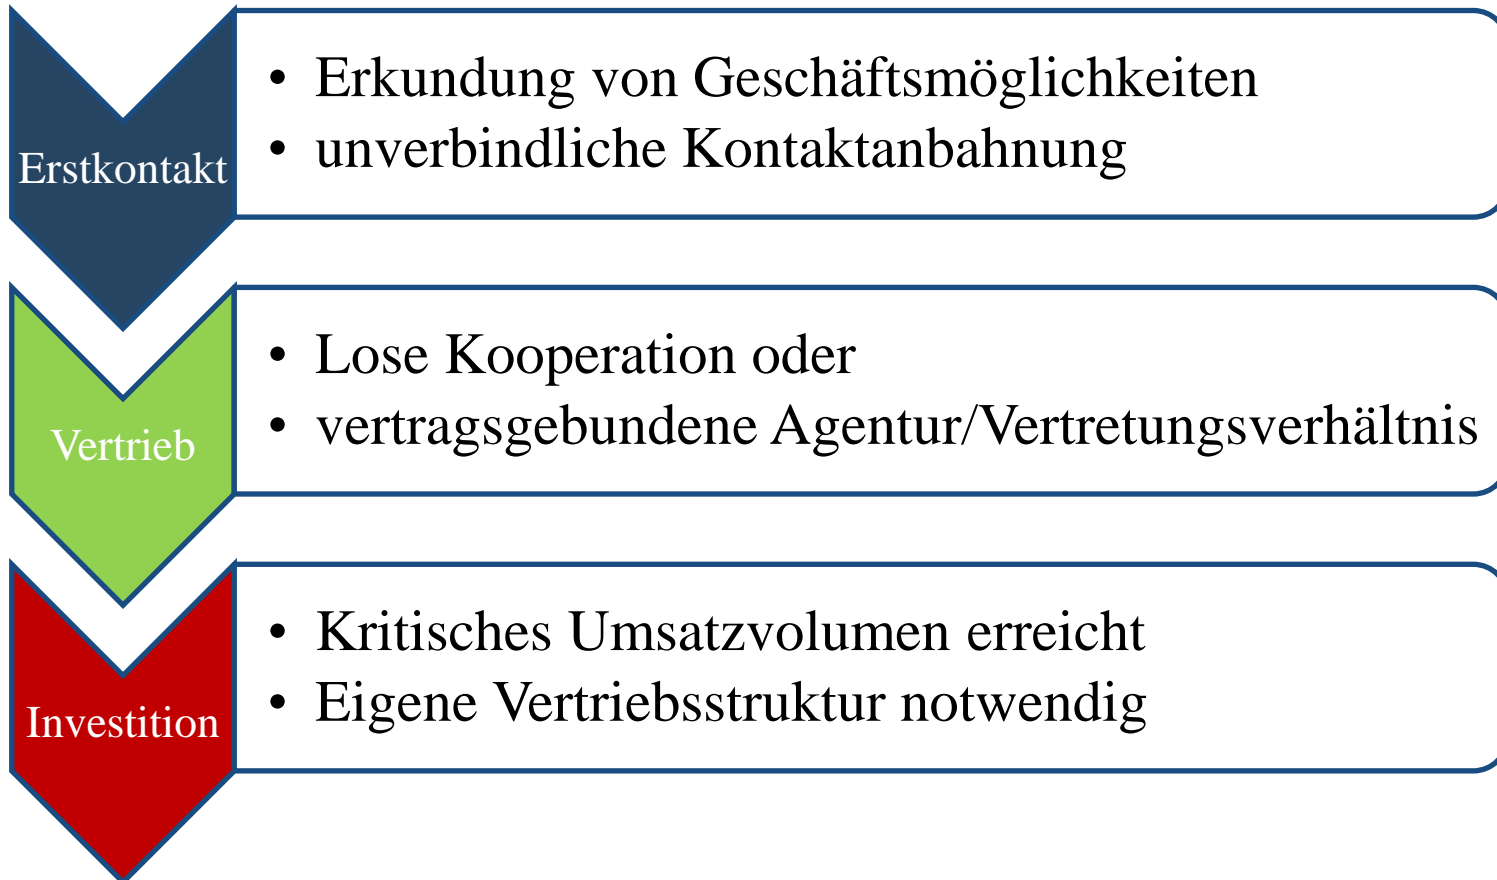 Erstkontakt
• Erkundung von Geschäftsmöglichkeiten
• unverbindliche Kontaktanbahnung
Vertrieb
• Lose Kooperation oder
• vertragsgebundene Agentur/Vertretungsverhältnis
Investition
• Kritisches Umsatzvolumen erreicht
• Eigene Vertriebsstruktur notwendig